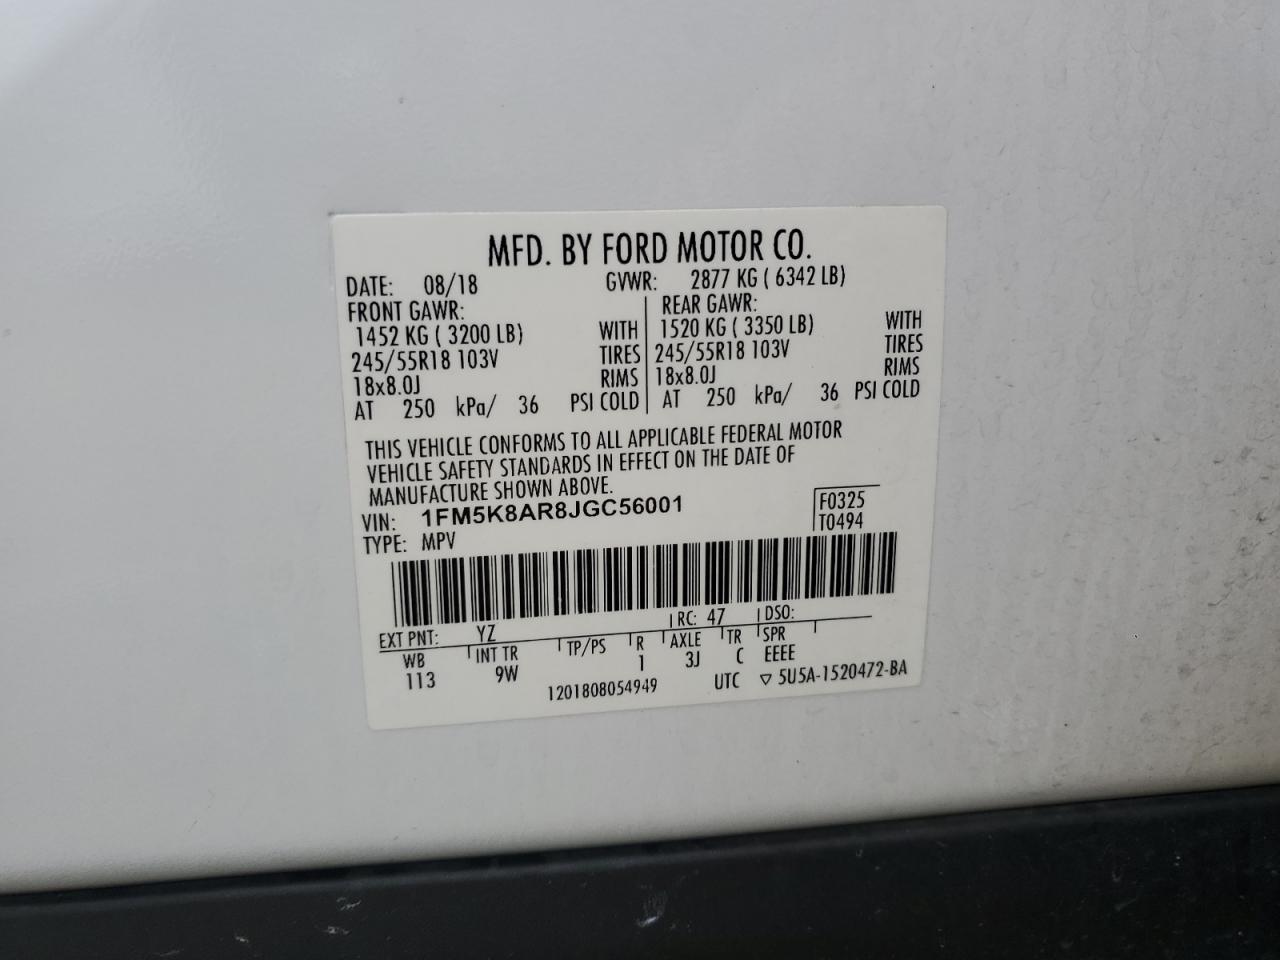 MFD. BY FORD MOTOR CO.
DATE: 08/18 GVWR: 2877 KG ( 6342 LB)
FRONT GAWR: REAR GAWR:
1452 KG ( 3200 LB) WITH 1520 KG ( 3350 LB) WITH
245/55R18 103V TIRES 245/55R18 103V TIRES
18x8.0J RIMS 18x8.0J RIMS
AT 250 kPa/ 36 PSI COLD AT 250 kPa/ 36 PSI COLD
THIS VEHICLE CONFORMS TO ALL APPLICABLE FEDERAL MOTOR
VEHICLE SAFETY STANDARDS IN EFFECT ON THE DATE OF
MANUFACTURE SHOWN ABOVE.
VIN: 1FM5K8AR8JGC56001 F0325
TYPE: MPV T0494
EXT PNT: YZ RC: 47 DSO:
WB INT TR TP/PS R AXLE TR SPR
113 9W 1 3J C EEEE
1201808054949 UTC ▽ 5U5A-1520472-BA